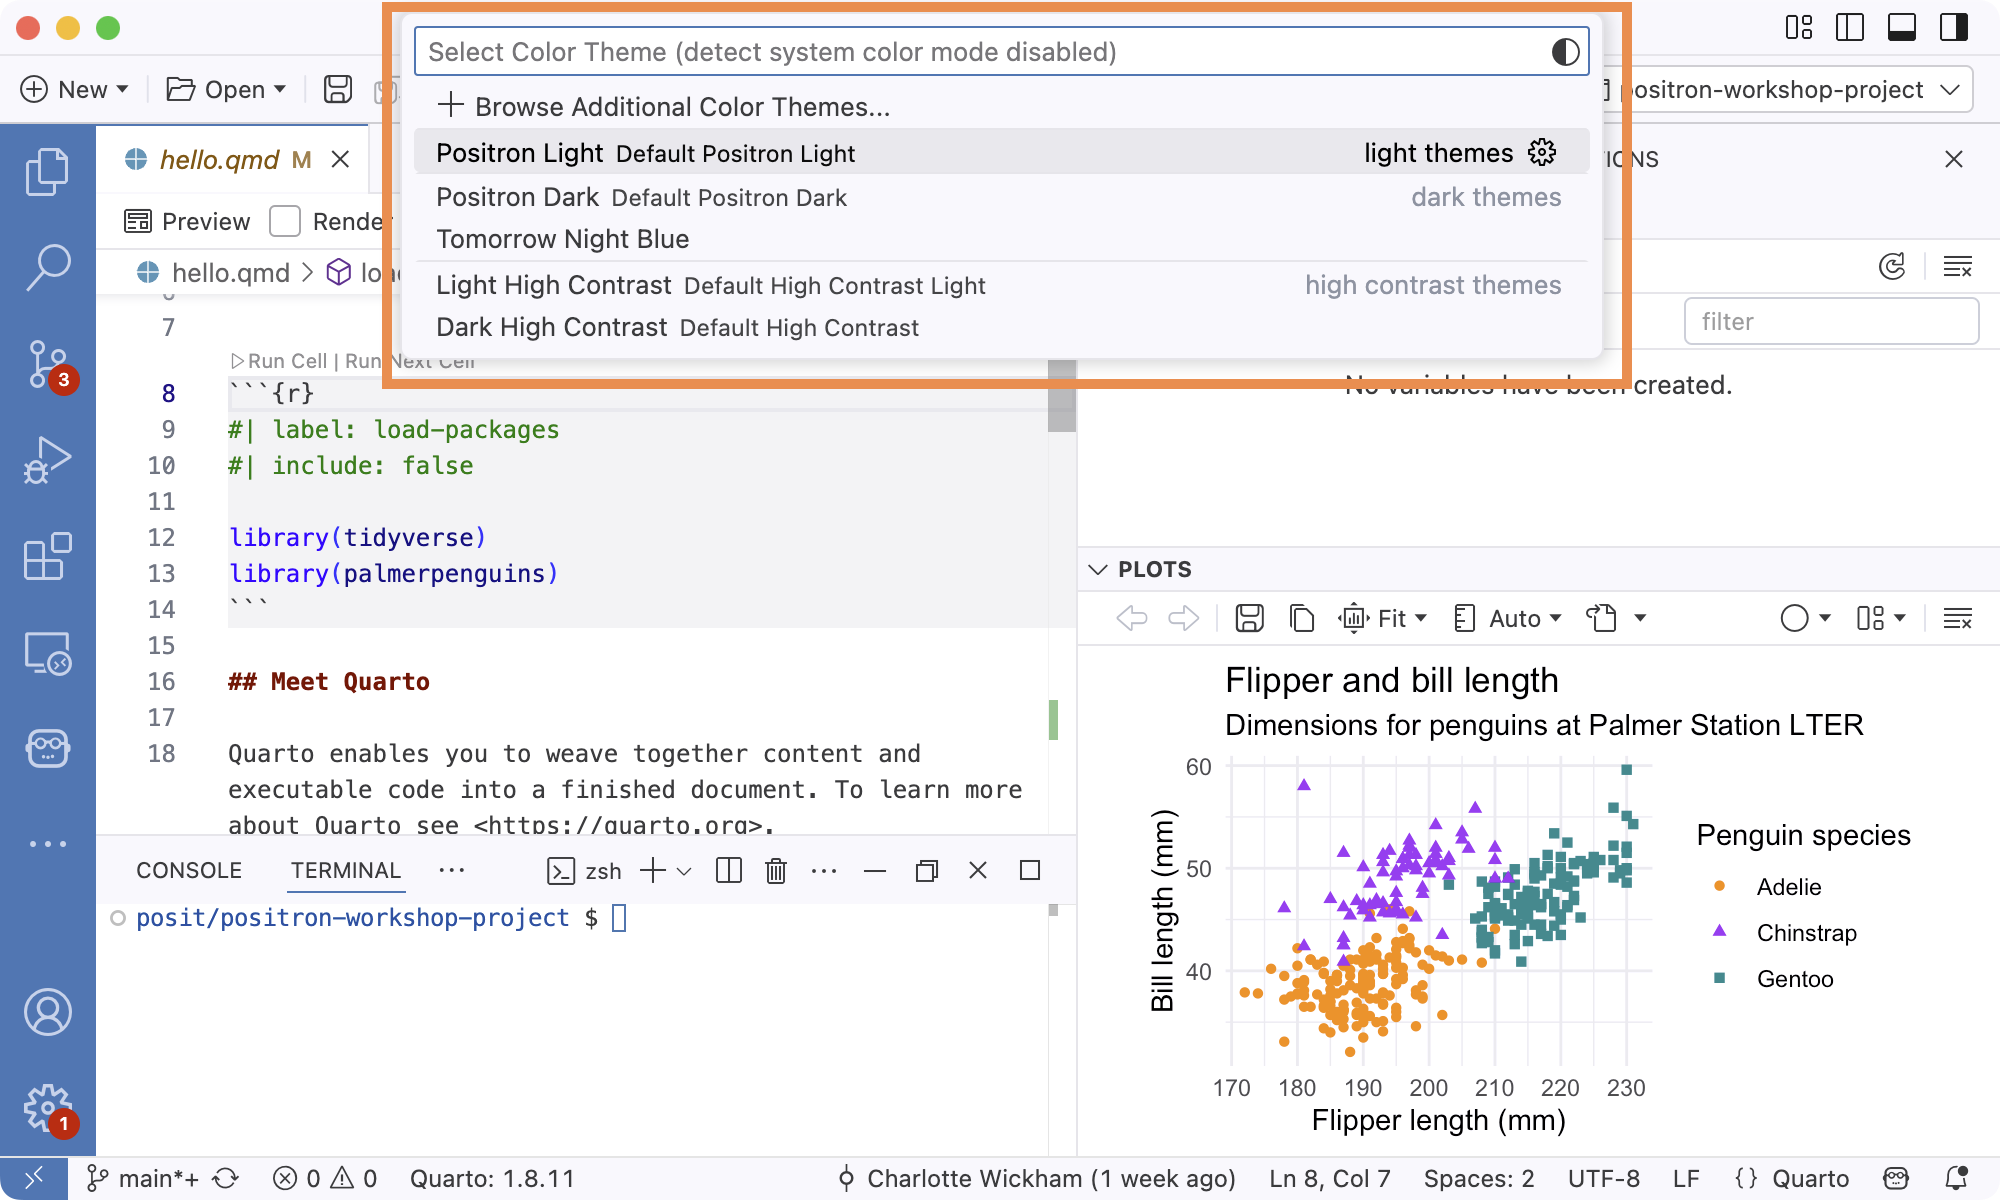 Select Color Theme (detect system color mode disabled)
Browse Additional Color Themes...
Positron Light Default Positron Light light themes
Positron Dark Default Positron Dark dark themes
Tomorrow Night Blue
Light High Contrast Default High Contrast Light high contrast themes
Dark High Contrast Default High Contrast
New Open
positron-workshop-project
hello.qmd M
IONS
Preview Render
hello.qmd
filter
7
Run Cell | Run Next Cell
8 ```{r}
9 #| label: load-packages
10 #| include: false
11
12 library(tidyverse)
13 library(palmerpenguins)
14 ```
15
16 ## Meet Quarto
17
18 Quarto enables you to weave together content and
executable code into a finished document. To learn more
about Quarto see <https://quarto.org>.
3
1
No variables have been created.
PLOTS
Fit Auto
Flipper and bill length
Dimensions for penguins at Palmer Station LTER
60
50
40
Bill length (mm)
170 180 190 200 210 220 230
Flipper length (mm)
Penguin species
Adelie
Chinstrap
Gentoo
CONSOLE TERMINAL ... zsh
posit/positron-workshop-project $
main*+ 0 0 Quarto: 1.8.11 Charlotte Wickham (1 week ago) Ln 8, Col 7 Spaces: 2 UTF-8 LF {} Quarto